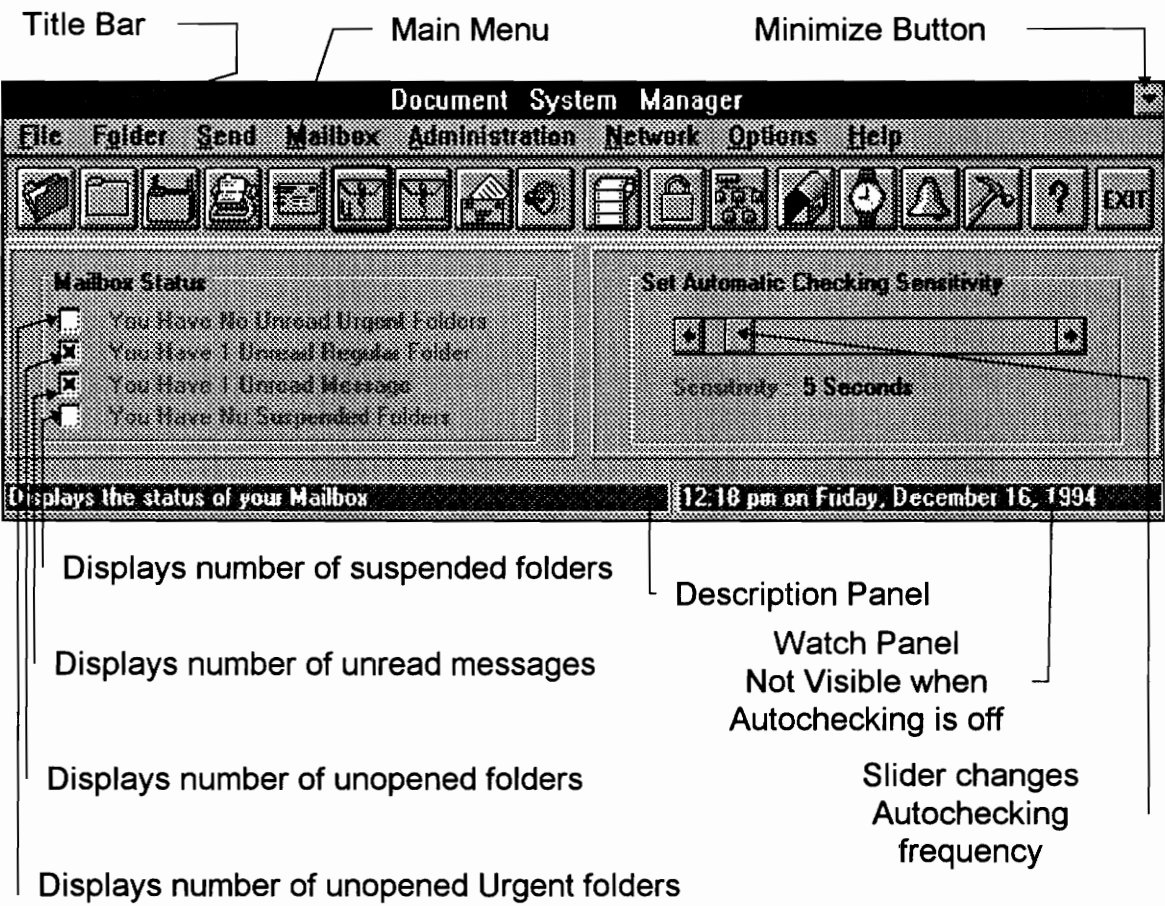 Title Bar
Main Menu
Minimize Button
Document System Manager
File Folder Send Mailbox Administration Network Options Help
EXIT
Mailbox Status
You Have No Unread Urgent Folders
You Have 1 Unread Regular Folder
You Have 1 Unread Message
You Have No Suspended Folders
Set Automatic Checking Sensitivity
Sensitivity : 5 Seconds
Displays the status of your Mailbox
12:18 pm on Friday, December 16, 1994
Displays number of suspended folders
Description Panel
Displays number of unread messages
Watch Panel
Not Visible when
Autochecking is off
Displays number of unopened folders
Slider changes
Autochecking
frequency
Displays number of unopened Urgent folders